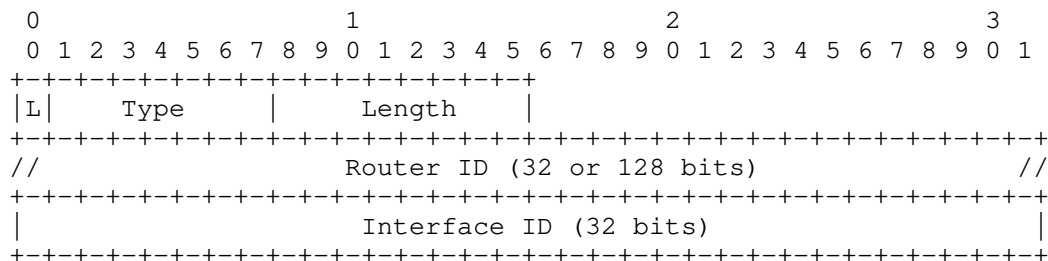 0                   1                   2                   3
 0 1 2 3 4 5 6 7 8 9 0 1 2 3 4 5 6 7 8 9 0 1 2 3 4 5 6 7 8 9 0 1
+-+-+-+-+-+-+-+-+-+-+-+-+-+-+-+-+
|L|    Type     |     Length    |
+-+-+-+-+-+-+-+-+-+-+-+-+-+-+-+-+-+-+-+-+-+-+-+-+-+-+-+-+-+-+-+-+
//                   Router ID (32 or 128 bits)                //
+-+-+-+-+-+-+-+-+-+-+-+-+-+-+-+-+-+-+-+-+-+-+-+-+-+-+-+-+-+-+-+-+
|                     Interface ID (32 bits)                    |
+-+-+-+-+-+-+-+-+-+-+-+-+-+-+-+-+-+-+-+-+-+-+-+-+-+-+-+-+-+-+-+-+